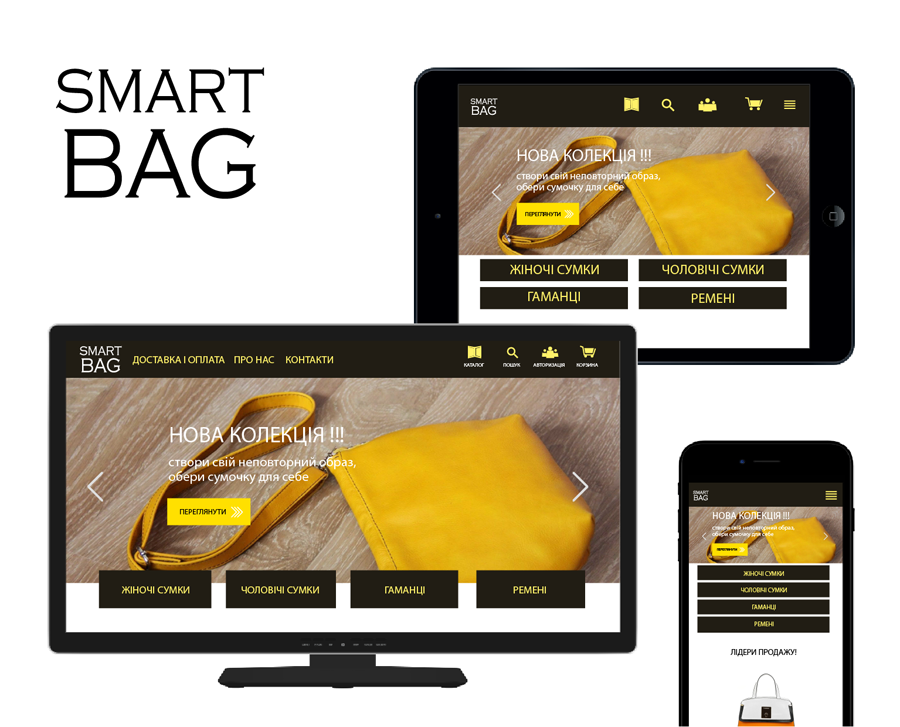 SMART
BAG
SMART
BAG
НОВА КОЛЕКЦІЯ !!!
створи свій неповторний образ,
обери сумочку для себе
ПЕРЕГЛЯНУТИ
ЖІНОЧІ СУМКИ
ЧОЛОВІЧІ СУМКИ
ГАМАНЦІ
РЕМЕНІ
SMART
BAG
ДОСТАВКА І ОПЛАТА
ПРО НАС
КОНТАКТИ
КАТАЛОГ
ПОШУК
АВТОРИЗАЦІЯ
КОРЗИНА
НОВА КОЛЕКЦІЯ !!!
створи свій неповторний образ,
обери сумочку для себе
ПЕРЕГЛЯНУТИ
ЖІНОЧІ СУМКИ
ЧОЛОВІЧІ СУМКИ
ГАМАНЦІ
РЕМЕНІ
SMART
BAG
НОВА КОЛЕКЦІЯ !!!
створи свій неповторний образ,
обери сумочку для себе
ПЕРЕГЛЯНУТИ
ЖІНОЧІ СУМКИ
ЧОЛОВІЧІ СУМКИ
ГАМАНЦІ
РЕМЕНІ
ЛІДЕРИ ПРОДАЖУ!